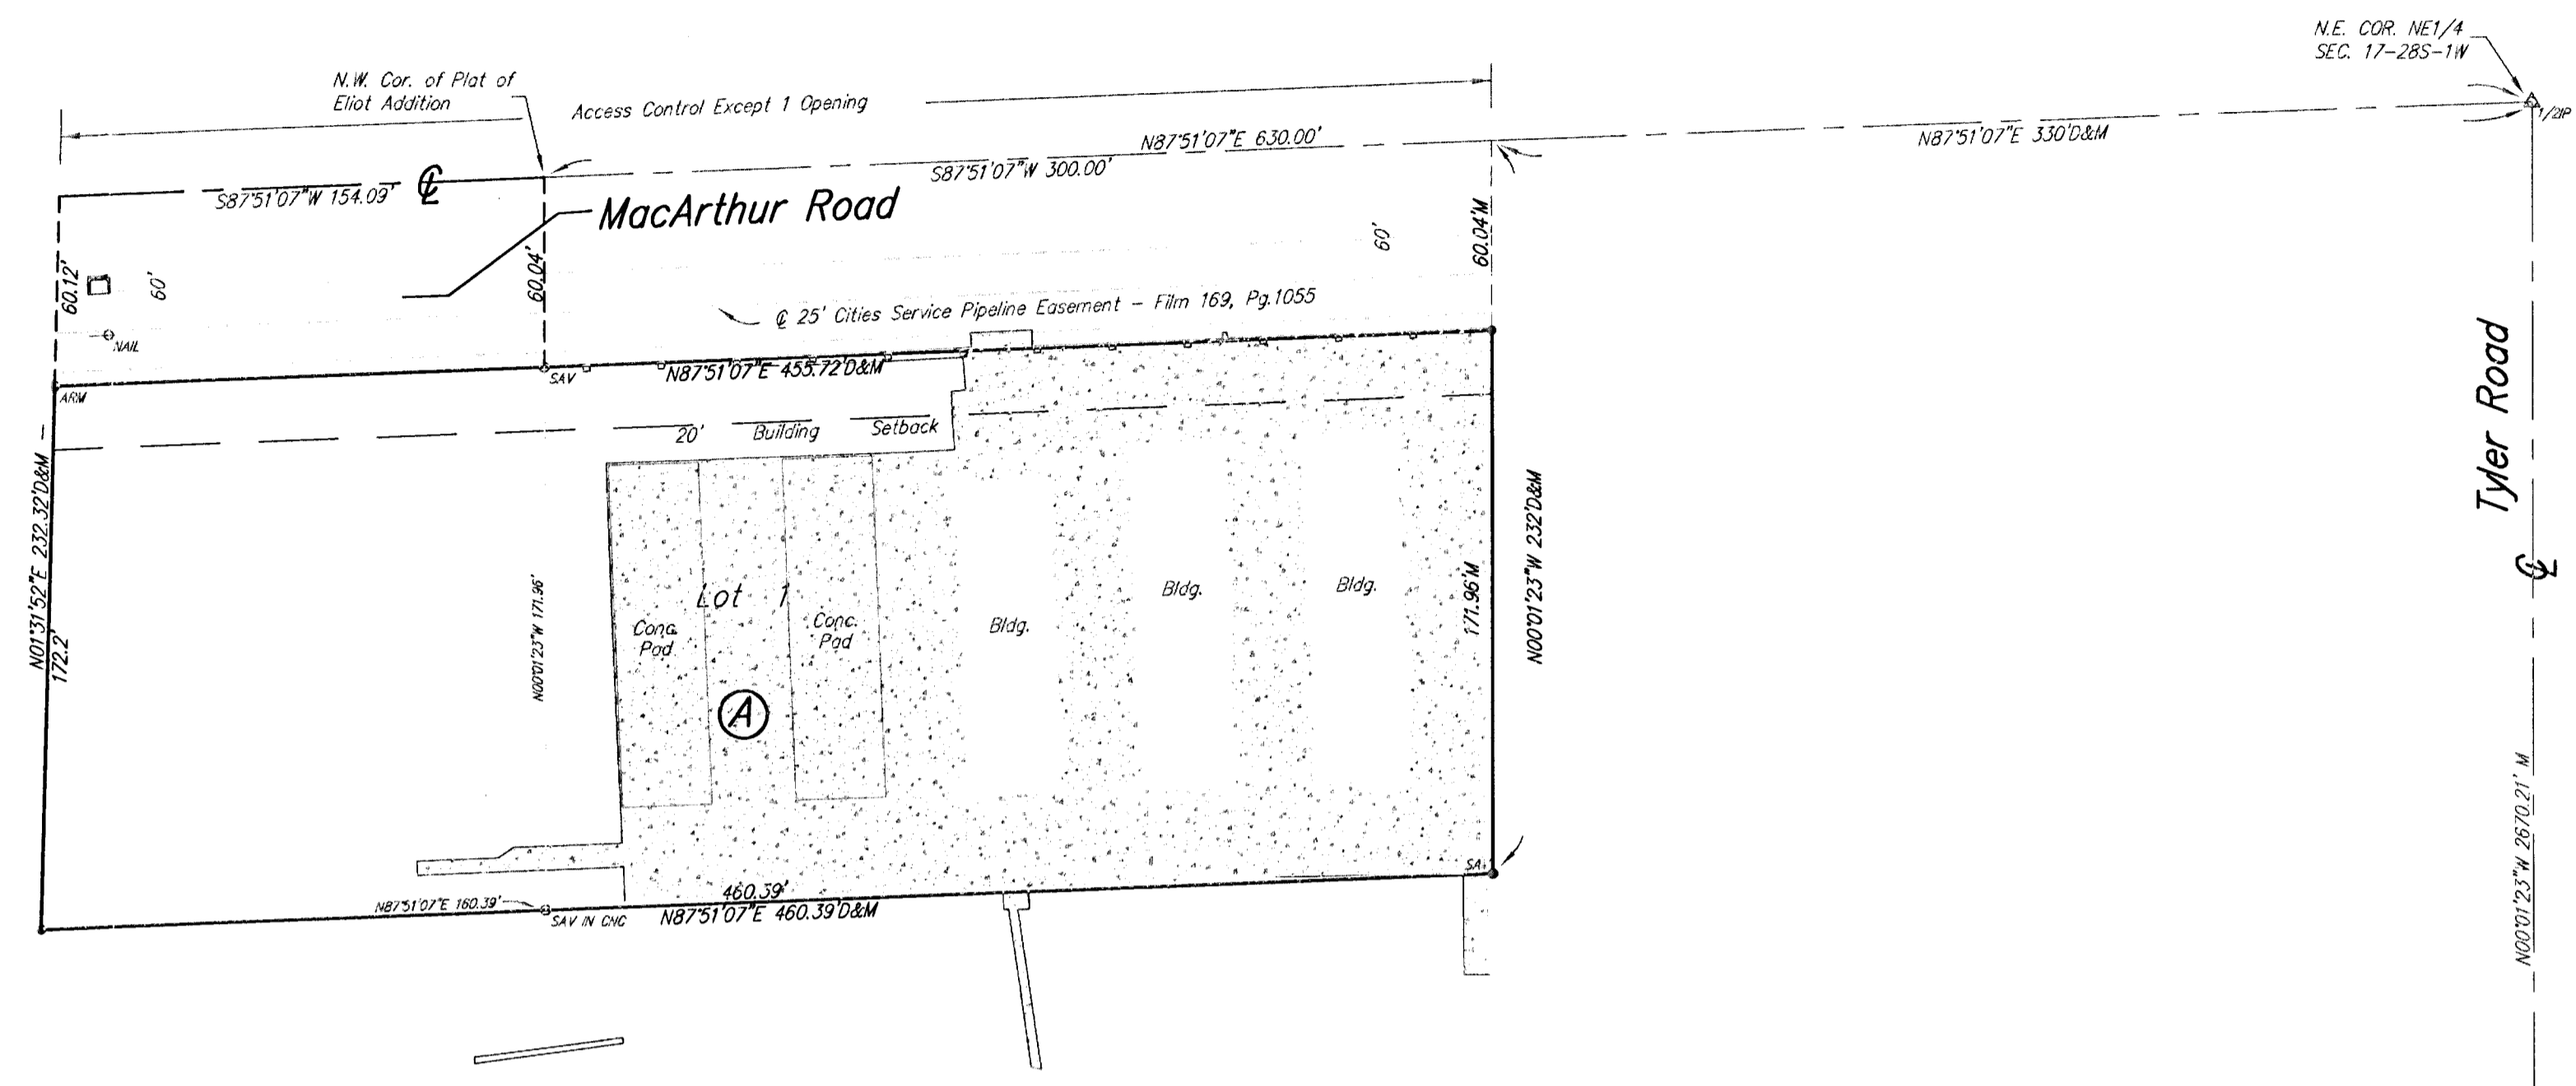 N.E. COR. NE1/4
SEC. 17-28S-1W
1/2IP
N.W. Cor. of Plat of
Eliot Addition
Access Control Except 1 Opening
N87°51'07"E 630.00'
N87°51'07"E 330'D&M
S87°51'07"W 300.00'
S87°51'07"W 154.09'
℄
MacArthur Road
60.12'
60'
60.04'
60'
60.04'M
NAIL
℄ 25' Cities Service Pipeline Easement - Film 169, Pg.1055
ARM
SAV
N87°51'07"E 455.72'D&M
20' Building Setback
Tyler Road
℄
N01°31'52"E 232.32'D&M
172.2'
N00°01'23"W 171.96'
Lot 1
Conc.
Pad
Conc.
Pad
Bldg.
Bldg.
Bldg.
171.96'M
N00°01'23"W 232'D&M
A
N00°01'23"W 2670.21' M
460.39'
N87°51'07"E 160.39'
SAV IN CNC
N87°51'07"E 460.39'D&M